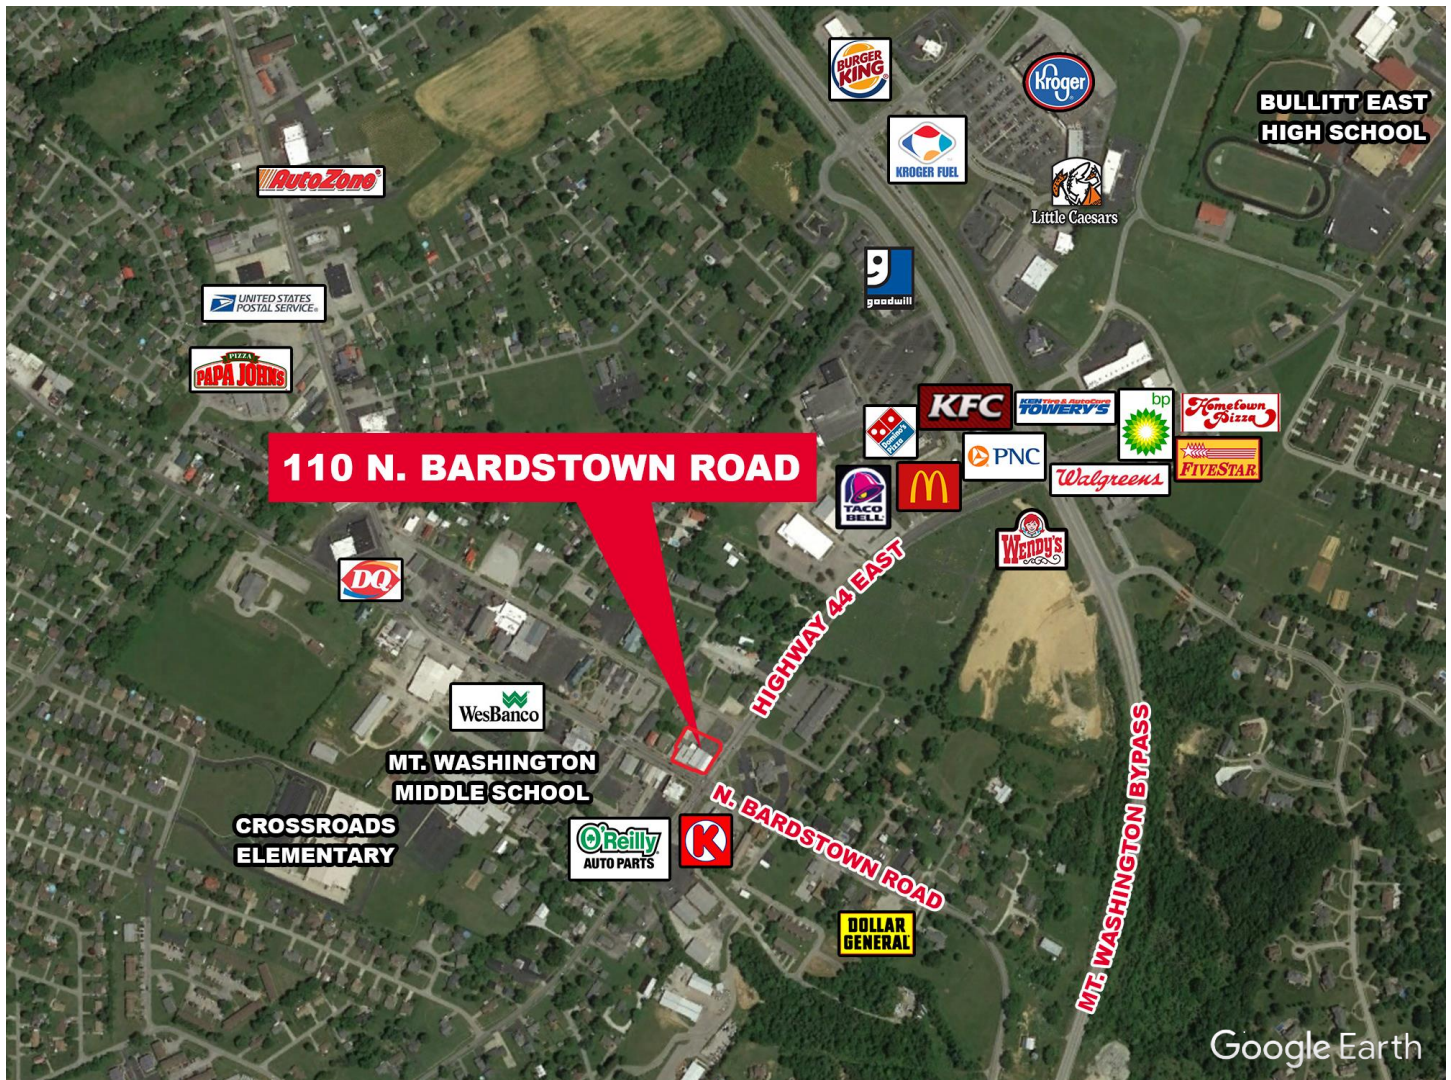 BURGER
KING
Kroger
BULLITT EAST
HIGH SCHOOL
KROGER FUEL
AutoZone
Little Caesars
goodwill
UNITED STATES
POSTAL SERVICE
PIZZA
PAPA JOHNS
KFC
KEN Tire & AutoCare
TOWERY'S
bp
Hometown
Pizza
Domino's
Pizza
PNC
FIVESTAR
Walgreens
110 N. BARDSTOWN ROAD
TACO
BELL
WENDY'S
DQ
HIGHWAY 44 EAST
WesBanco
MT. WASHINGTON
MIDDLE SCHOOL
MT. WASHINGTON BYPASS
CROSSROADS
ELEMENTARY
N. BARDSTOWN ROAD
O'Reilly
AUTO PARTS
K
DOLLAR
GENERAL
Google Earth